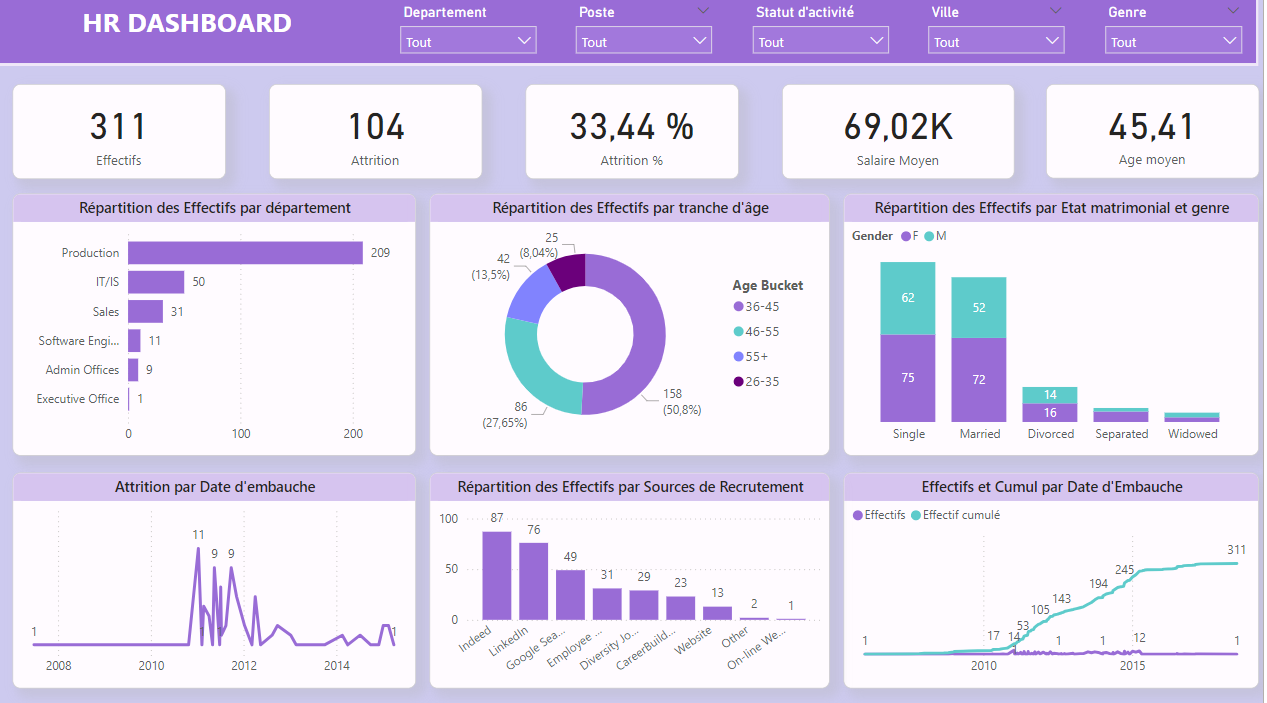 HR DASHBOARD
Departement
Poste
Statut d'activité
Ville
Genre
Tout
Tout
Tout
Tout
Tout
311
Effectifs
104
Attrition
33,44 %
Attrition %
69,02K
Salaire Moyen
45,41
Age moyen
Répartition des Effectifs par département
Production
209
IT/IS
50
Sales
31
Software Engi...
11
Admin Offices
9
Executive Office
1
0
100
200
Répartition des Effectifs par tranche d'âge
25
(8,04%)
42
(13,5%)
86
(27,65%)
158
(50,8%)
Age Bucket
36-45
46-55
55+
26-35
Répartition des Effectifs par Etat matrimonial et genre
Gender F M
62
75
52
72
14
16
Single
Married
Divorced
Separated
Widowed
Attrition par Date d'embauche
1
11
9
9
1
2008
2010
2012
2014
Répartition des Effectifs par Sources de Recrutement
100
50
0
87
76
49
31
29
23
13
2
1
Indeed
LinkedIn
Google Sea...
Employee ...
Diversity Jo...
CareerBuild...
Website
Other
On-line We...
Effectifs et Cumul par Date d'Embauche
Effectifs Effectif cumulé
1
17
14
53
105
143
1
194
1
245
12
311
1
2010
2015